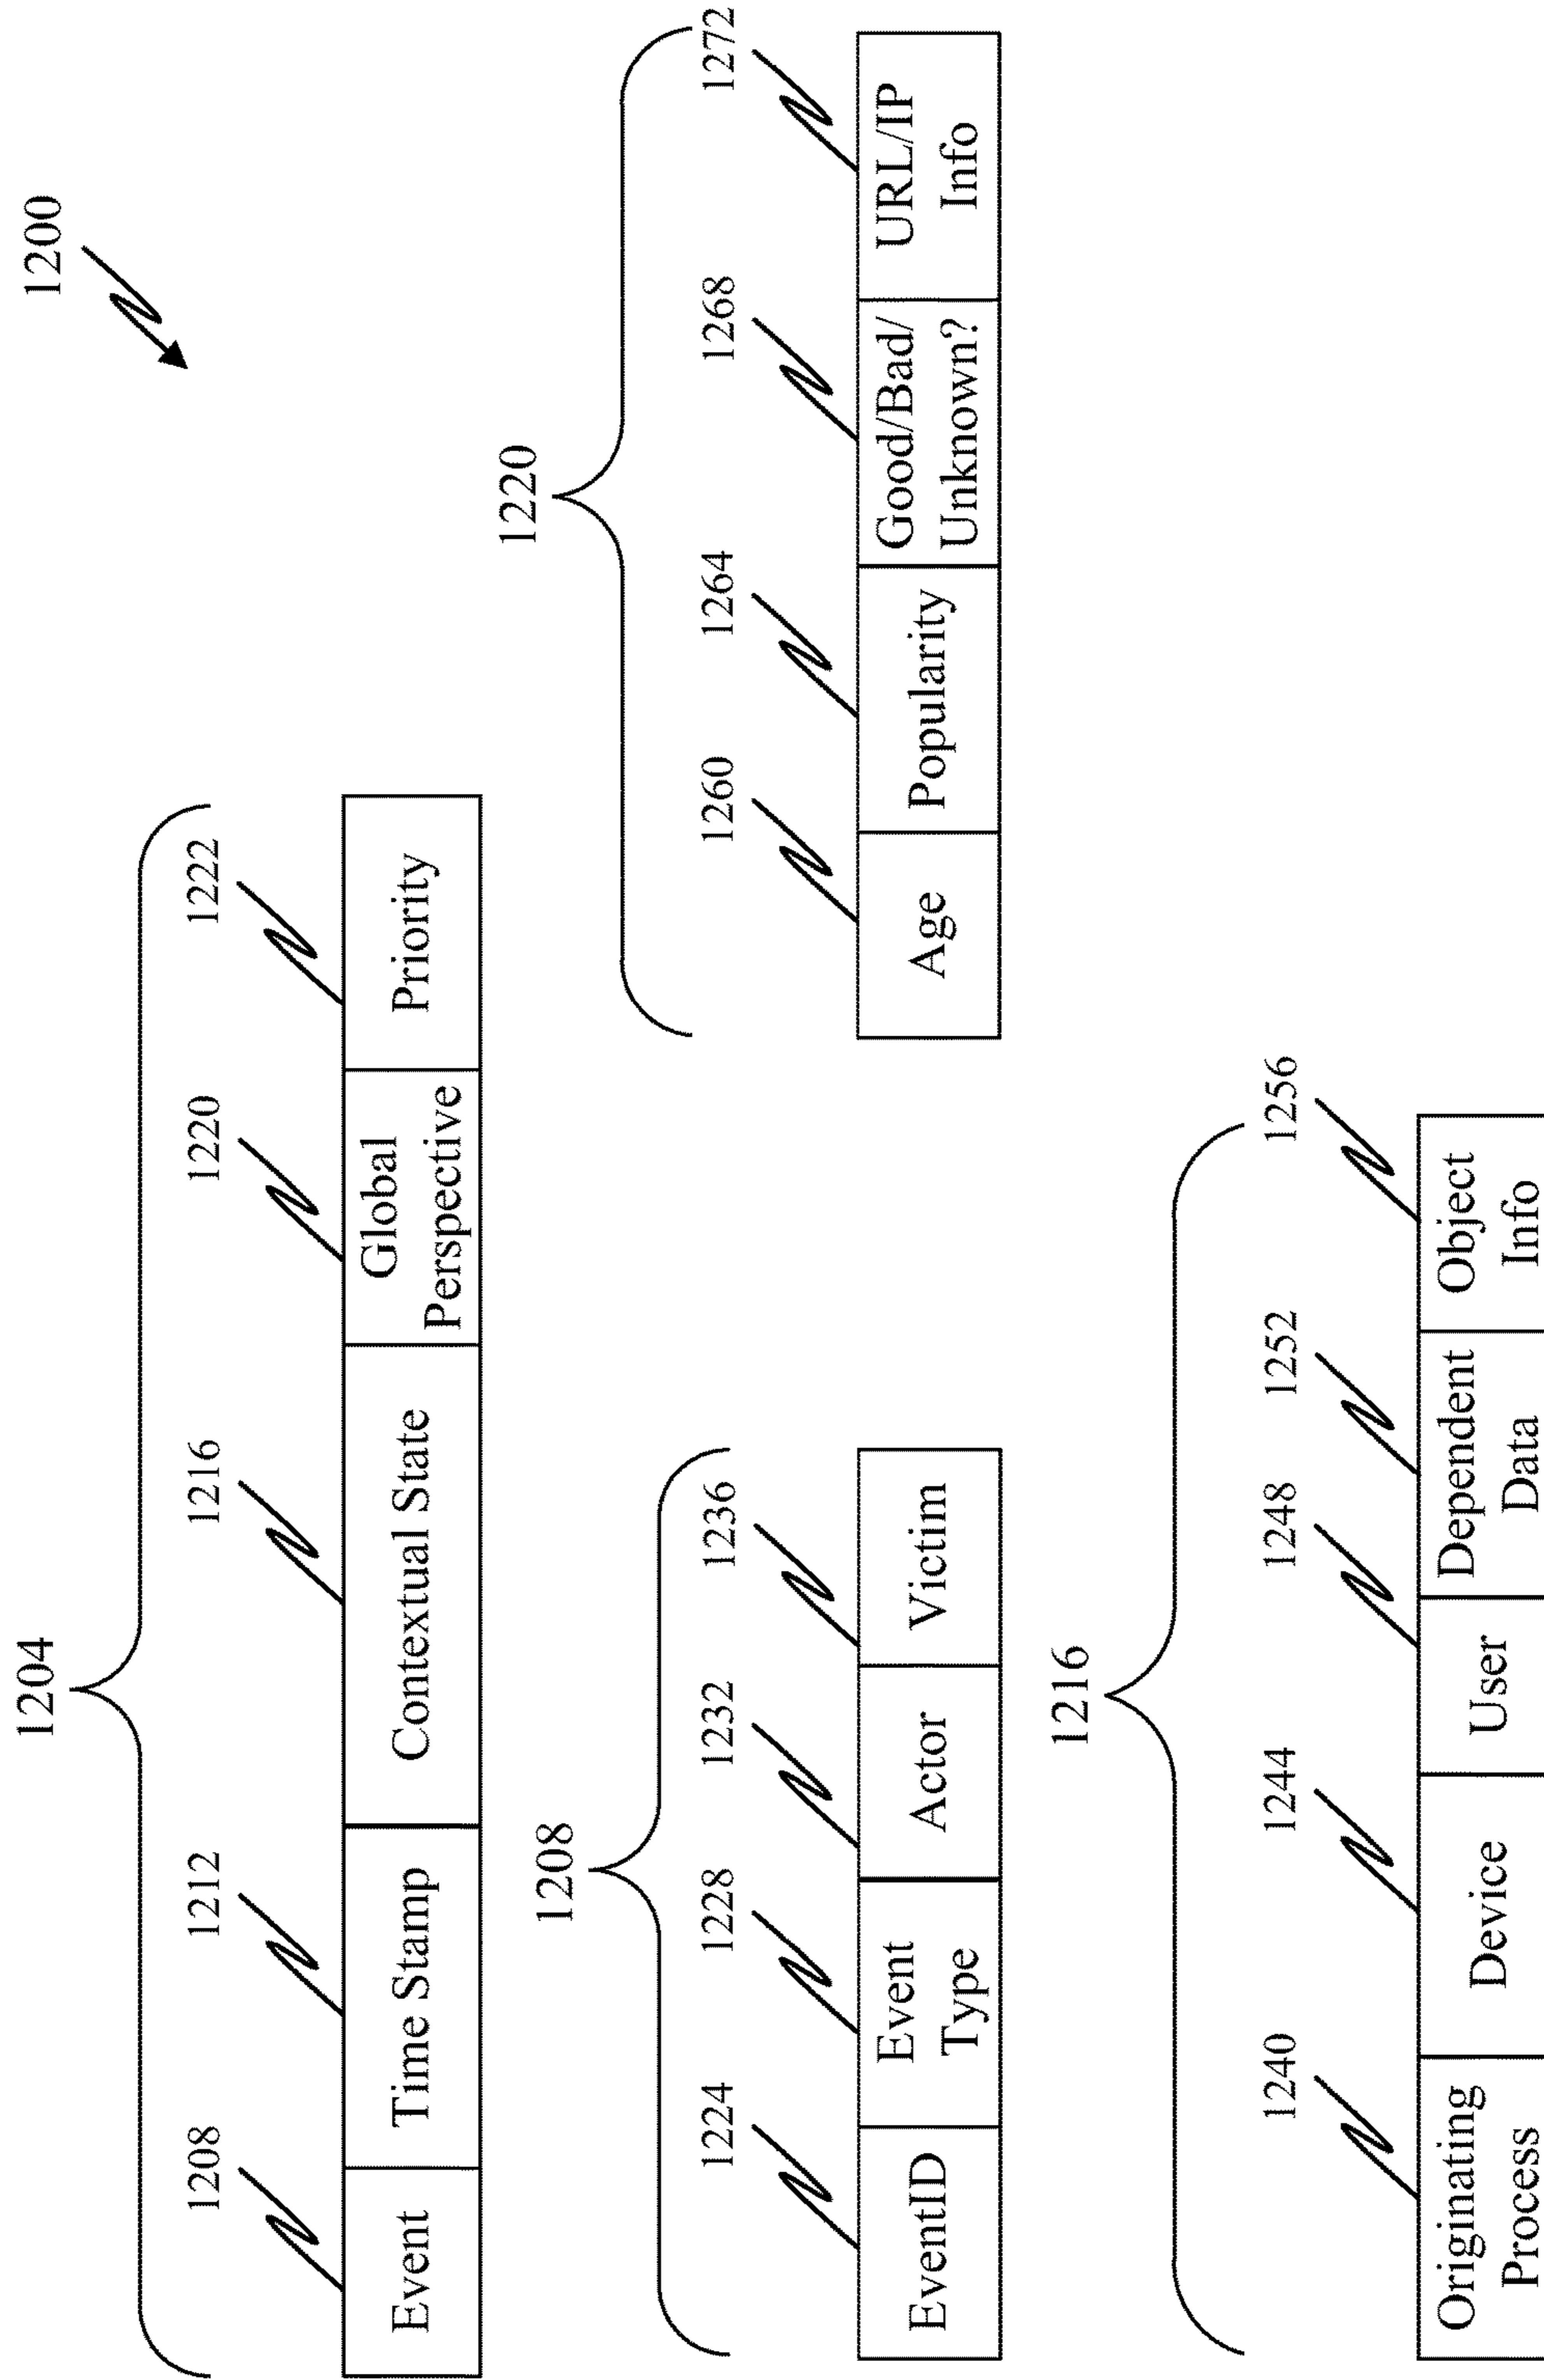 1200
1204
1208
1212
1216
1220
1222
Event
Time Stamp
Contextual State
Global
Perspective
Priority
1208
1224
1228
1232
1236
EventID
Event
Type
Actor
Victim
1220
1260
1264
1268
1272
Age
Popularity
Good/Bad/
Unknown?
URL/IP
Info
1216
1240
1244
1248
1252
1256
Originating
Process
Device
User
Dependent
Data
Object
Info